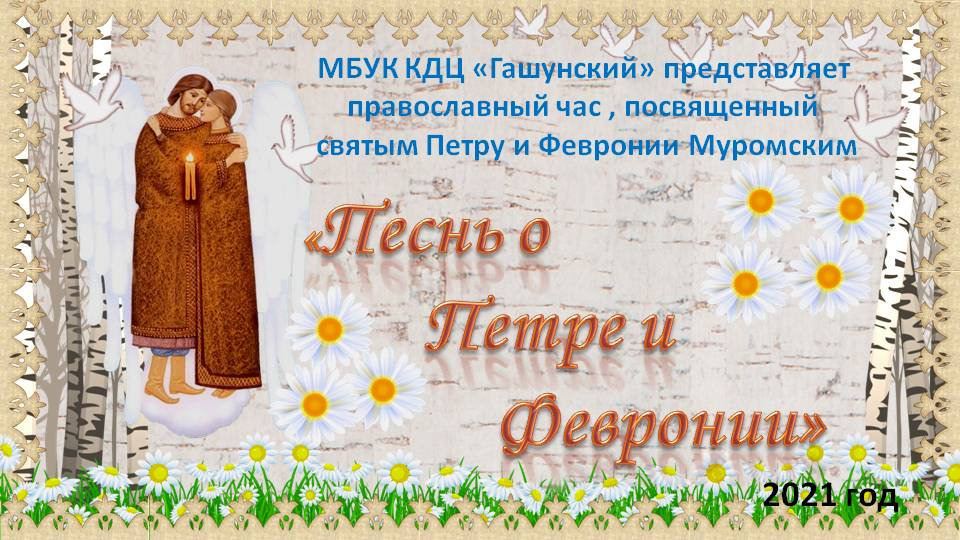 МБУК КДЦ «Гашунский» представляет
православный час , посвященный
святым Петру и Февронии Муромским
«Песнь о
Петре и
Февронии»
2021 год